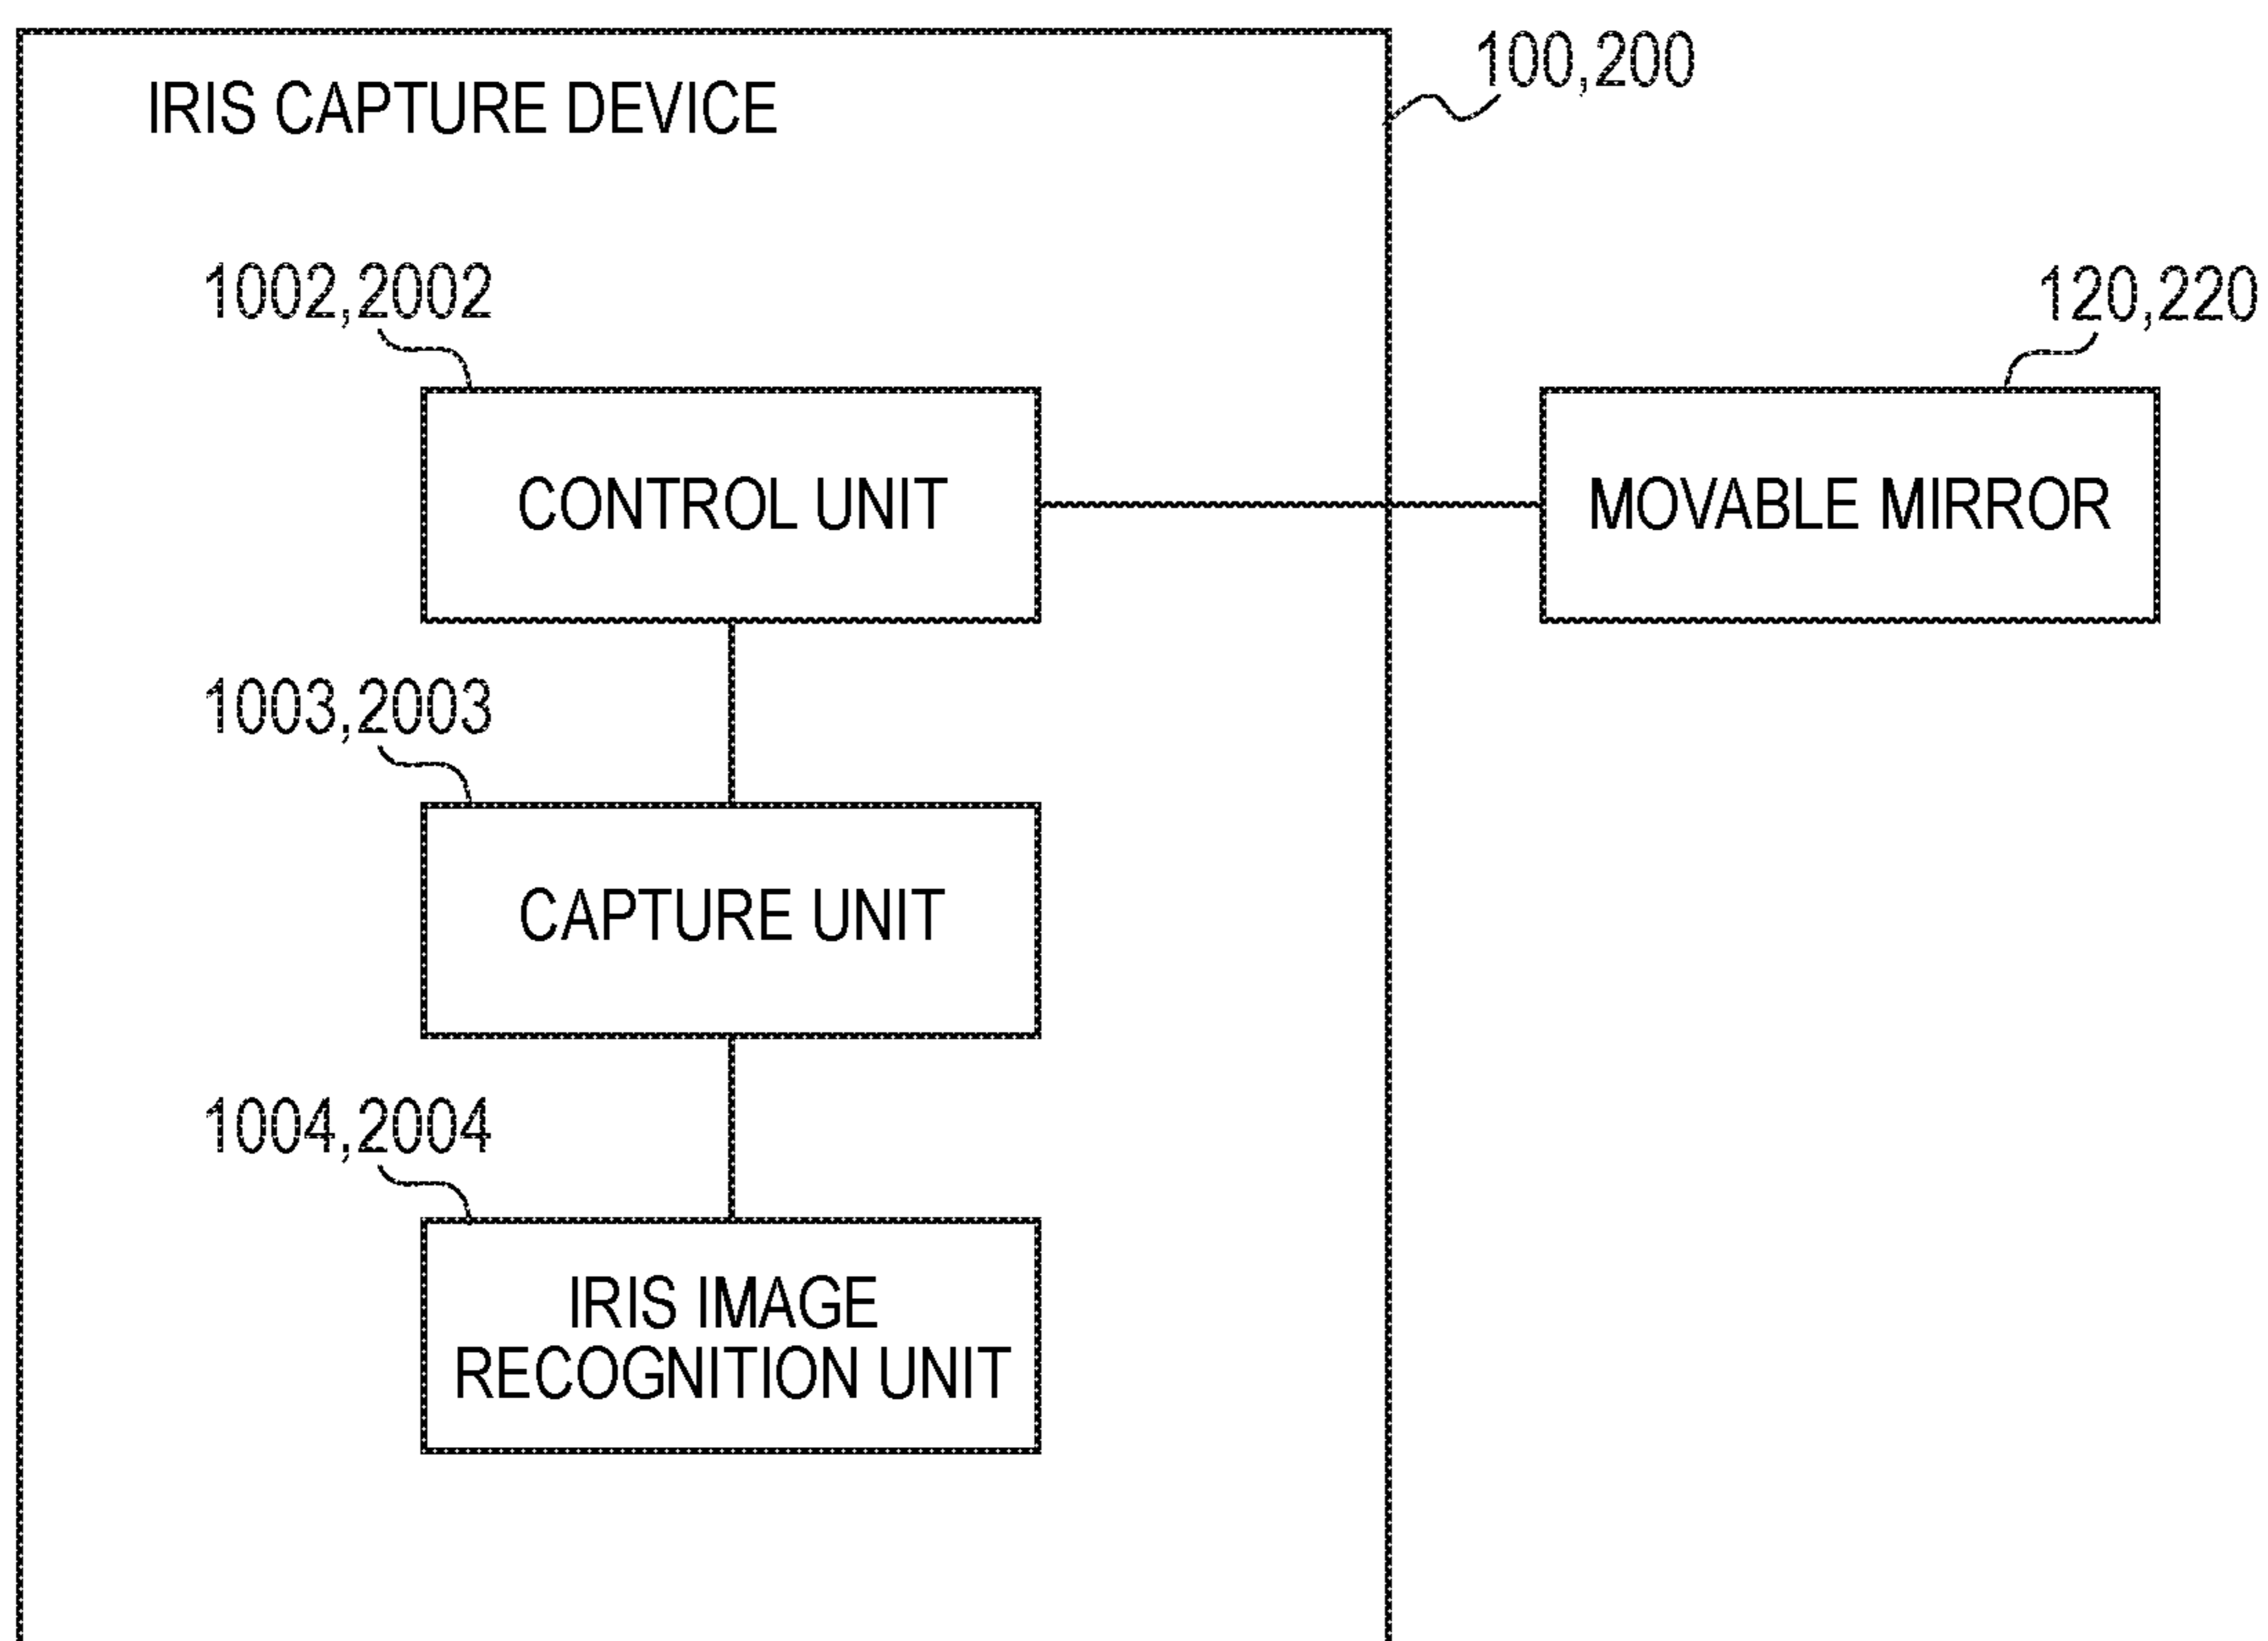 IRIS CAPTURE DEVICE
100,200
1002,2002
120,220
CONTROL UNIT
MOVABLE MIRROR
1003,2003
CAPTURE UNIT
1004,2004
IRIS IMAGE
RECOGNITION UNIT